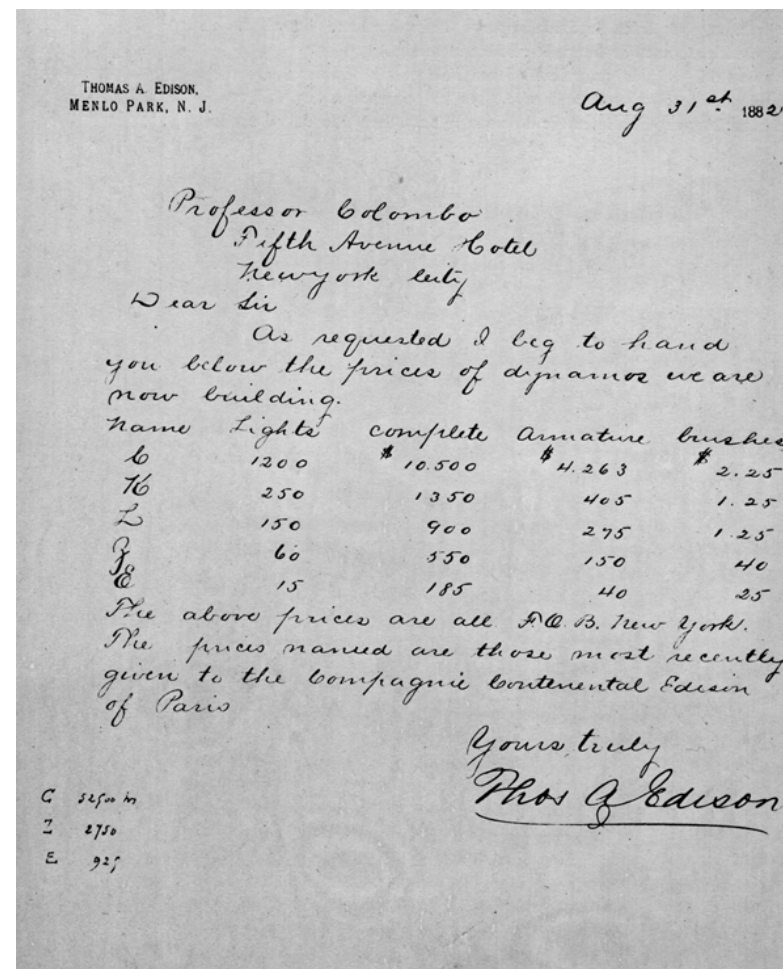 THOMAS A. EDISON,
MENLO PARK, N. J.
Aug 31st 1882
Professor Colombo
Fifth Avenue Hotel
Newyork City
Dear Sir
As requested I beg to hand
you below the prices of dynamos we are
now building.
Name Lights complete Armature brushes
C 1200 $10.500 $4.263 $2.25
K 250 1350 405 1.25
L 150 900 275 1.25
Z 60 550 150 40
E 15 185 40 25
The above prices are all F.O.B. New York.
The prices named are those most recently
given to the Compagnie Continental Edison
of Paris
Yours truly
Thos A Edison
C 52500
Z 2750
E 925